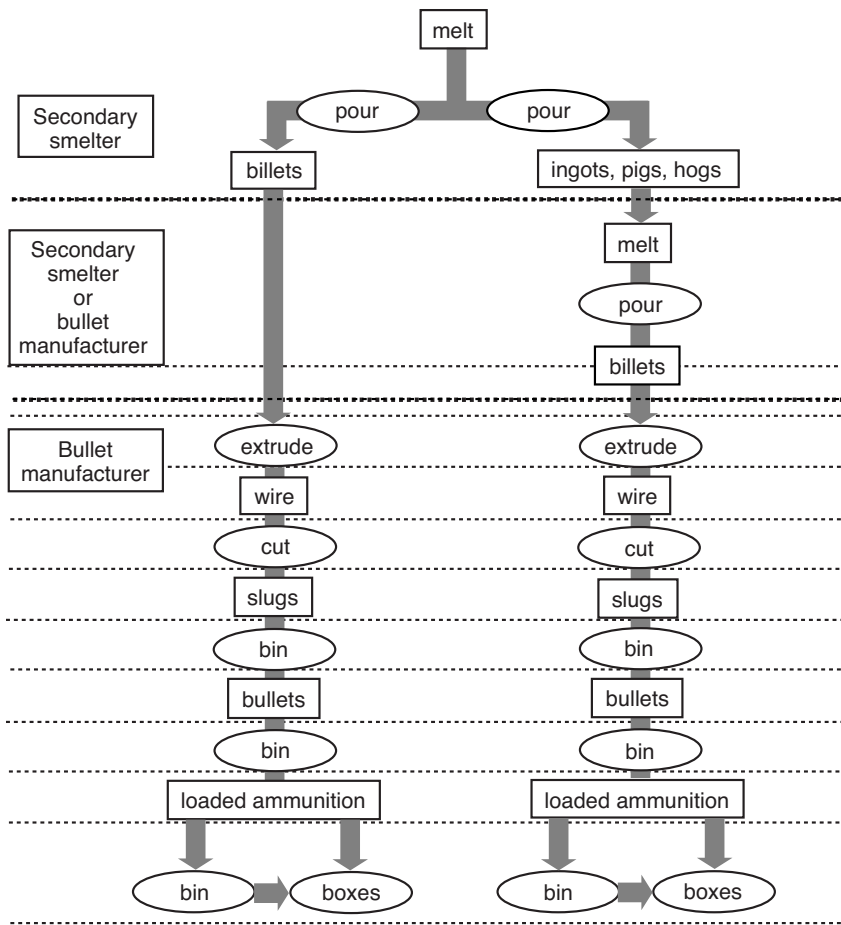 melt
pour
pour
Secondary
smelter
billets
ingots, pigs, hogs
Secondary
smelter
or
bullet
manufacturer
melt
pour
billets
Bullet
manufacturer
extrude
extrude
wire
wire
cut
cut
slugs
slugs
bin
bin
bullets
bullets
bin
bin
loaded ammunition
loaded ammunition
bin
boxes
bin
boxes